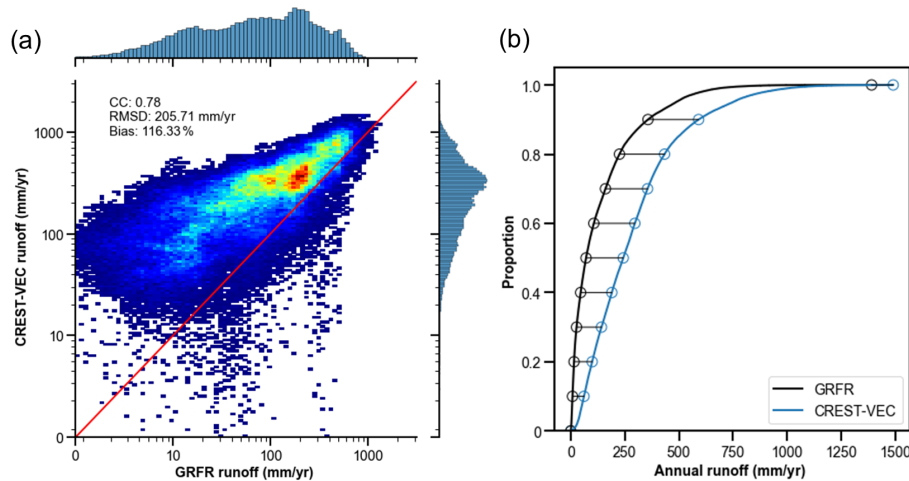 (a)
CC: 0.78
RMSD: 205.71 mm/yr
Bias: 116.33%
CREST-VEC runoff (mm/yr)
1000
100
10
0
0 10 100 1000
GRFR runoff (mm/yr)
(b)
Proportion
1.0
0.8
0.6
0.4
0.2
0
GRFR
CREST-VEC
0 250 500 750 1000 1250 1500
Annual runoff (mm/yr)